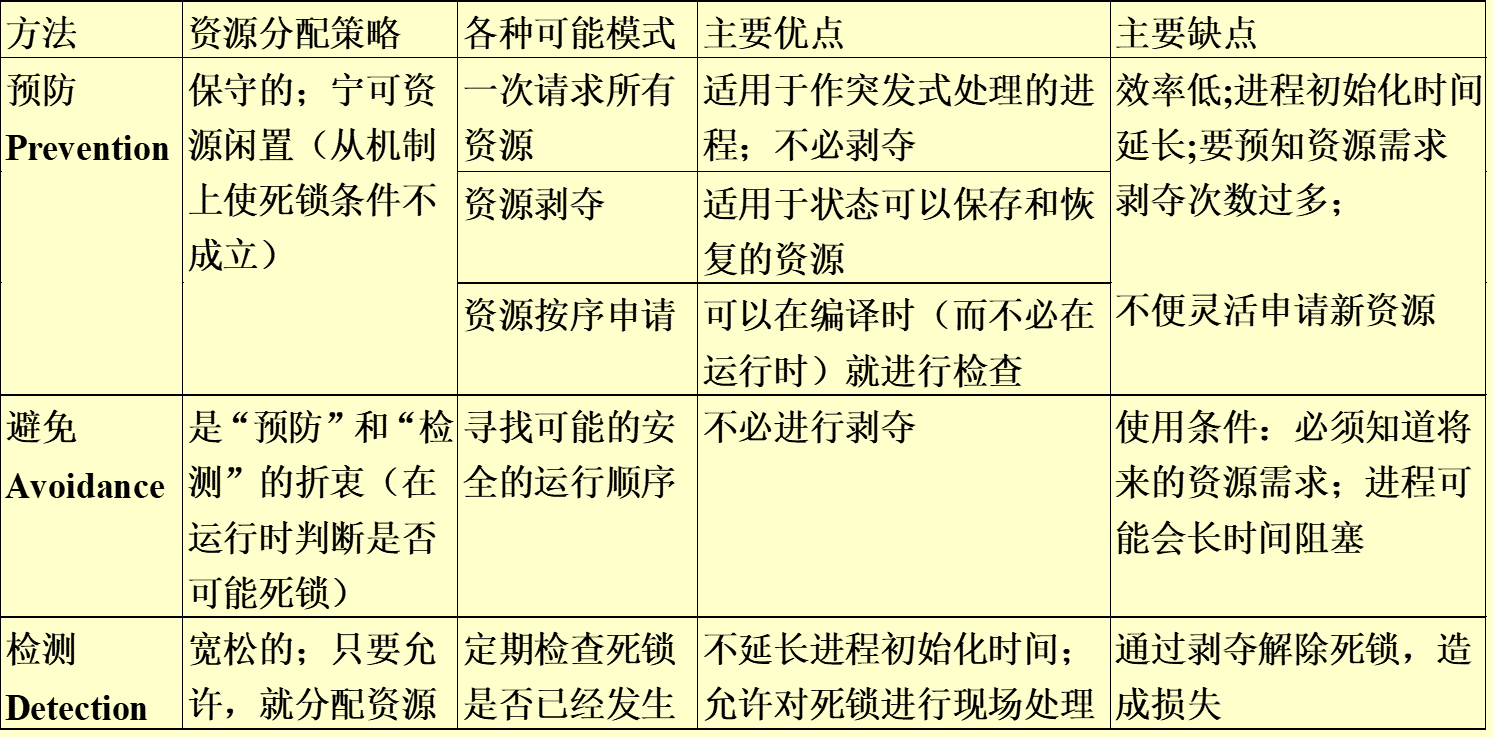 方法
资源分配策略
各种可能模式
主要优点
主要缺点
预防
Prevention
保守的；宁可资
源闲置（从机制
上使死锁条件不
成立）
一次请求所有
资源
适用于作突发式处理的进
程；不必剥夺
效率低;进程初始化时间
延长;要预知资源需求
资源剥夺
适用于状态可以保存和恢
复的资源
剥夺次数过多；
资源按序申请
可以在编译时（而不必在
运行时）就进行检查
不便灵活申请新资源
避免
Avoidance
是“预防”和“检
测”的折衷（在
运行时判断是否
可能死锁）
寻找可能的安
全的运行顺序
不必进行剥夺
使用条件：必须知道将
来的资源需求；进程可
能会长时间阻塞
检测
Detection
宽松的；只要允
许，就分配资源
定期检查死锁
是否已经发生
不延长进程初始化时间；
允许对死锁进行现场处理
通过剥夺解除死锁，造
成损失